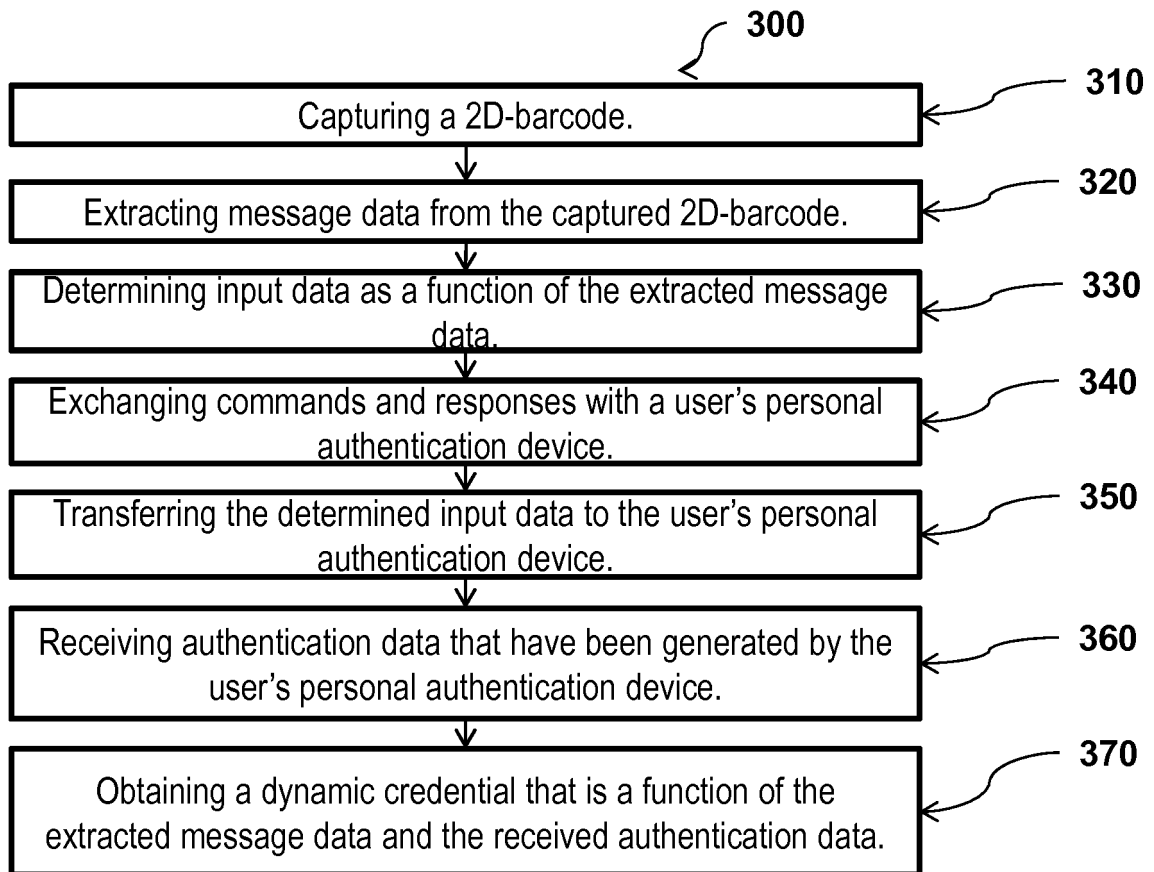 300
310
Capturing a 2D-barcode.
320
Extracting message data from the captured 2D-barcode.
330
Determining input data as a function of the extracted message
data.
340
Exchanging commands and responses with a user's personal
authentication device.
350
Transferring the determined input data to the user's personal
authentication device.
360
Receiving authentication data that have been generated by the
user's personal authentication device.
370
Obtaining a dynamic credential that is a function of the
extracted message data and the received authentication data.